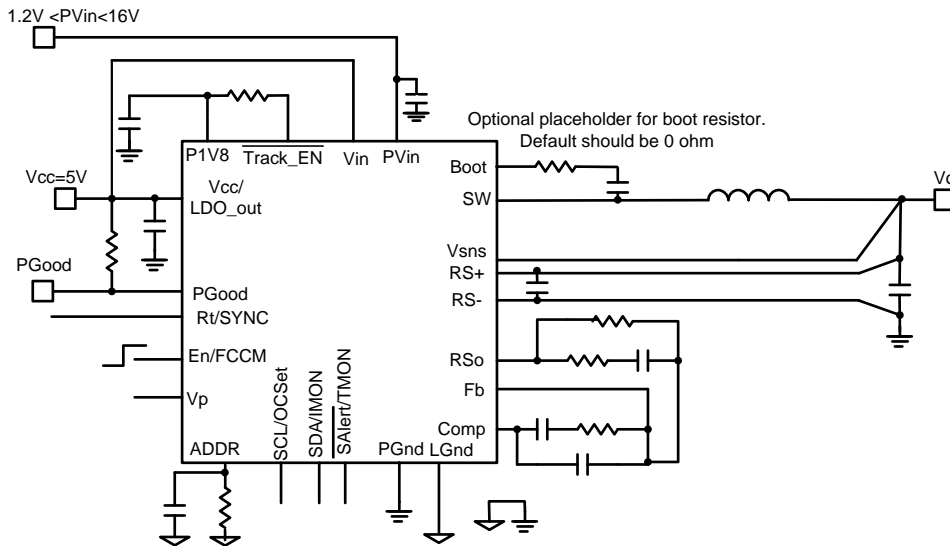 1.2V <PVin<16V
Optional placeholder for boot resistor.
Default should be 0 ohm
P1V8
Track_EN
Vin
PVin
Boot
Vcc=5V
Vcc/
LDO_out
SW
Vsns
PGood
RS+
PGood
RS-
Rt/SYNC
En/FCCM
RSo
Vp
Fb
Comp
SCL/OCSet
SDA/IMON
SAlert/TMON
ADDR
PGnd
LGnd